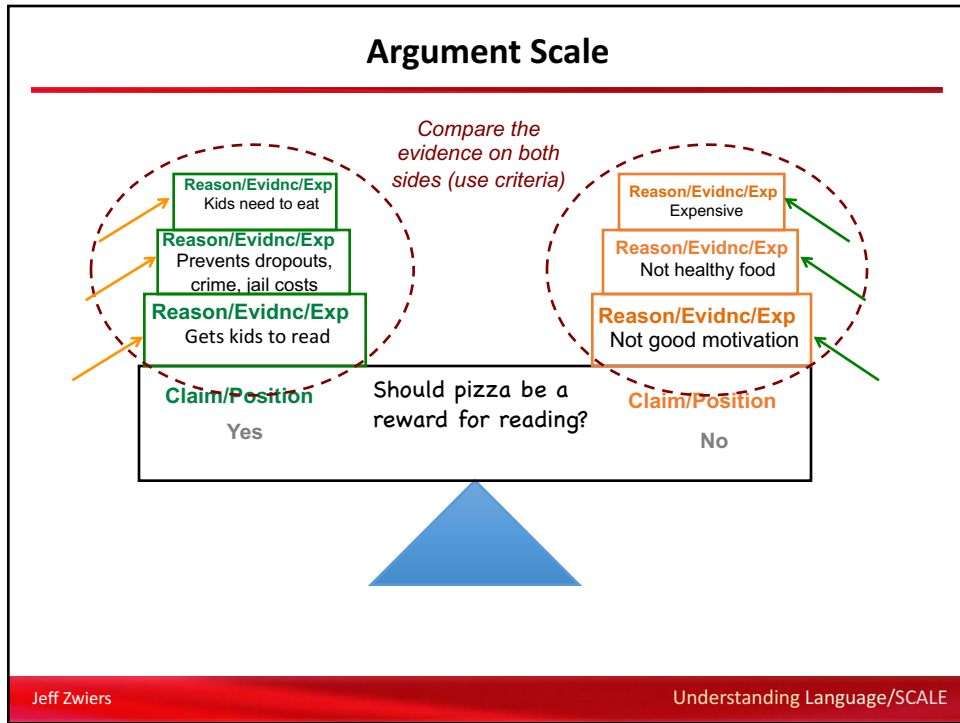 Argument Scale
Compare the
evidence on both
sides (use criteria)
Reason/Evidnc/Exp
Kids need to eat
Reason/Evidnc/Exp
Prevents dropouts,
crime, jail costs
Reason/Evidnc/Exp
Gets kids to read
Reason/Evidnc/Exp
Expensive
Reason/Evidnc/Exp
Not healthy food
Reason/Evidnc/Exp
Not good motivation
Claim/Position
Yes
Should pizza be a
reward for reading?
Claim/Position
No
Jeff Zwiers
Understanding Language/SCALE